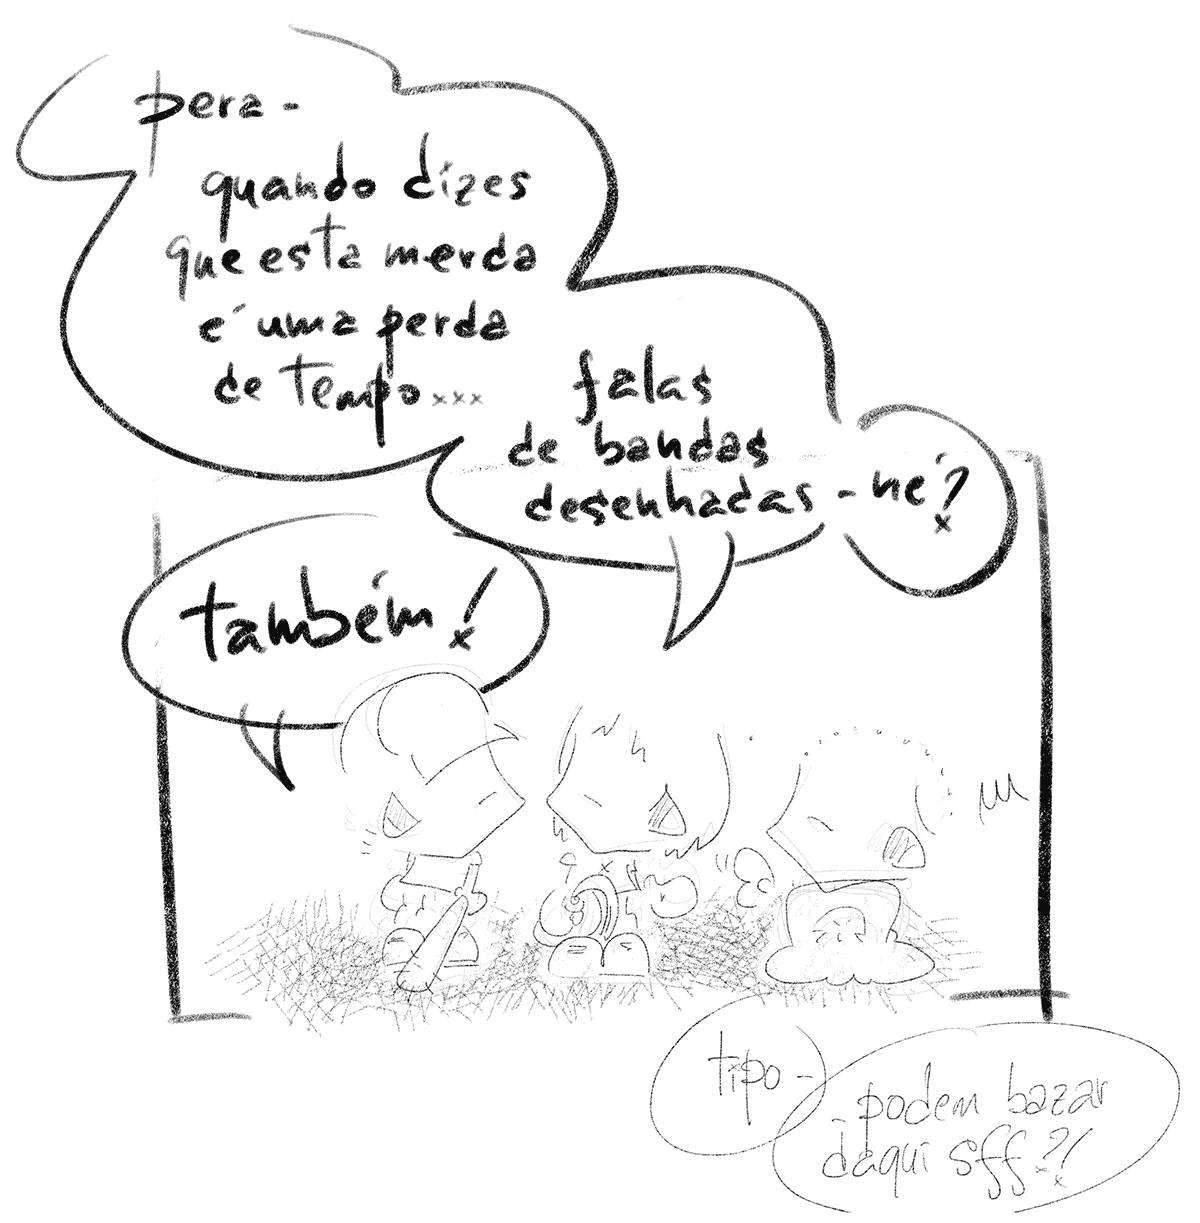 pera -
quando dizes
que esta merda
é uma perda
de tempo...
falas
de bandas
desenhadas - né?
também!
tipo -
podem bazar
daqui sff?!